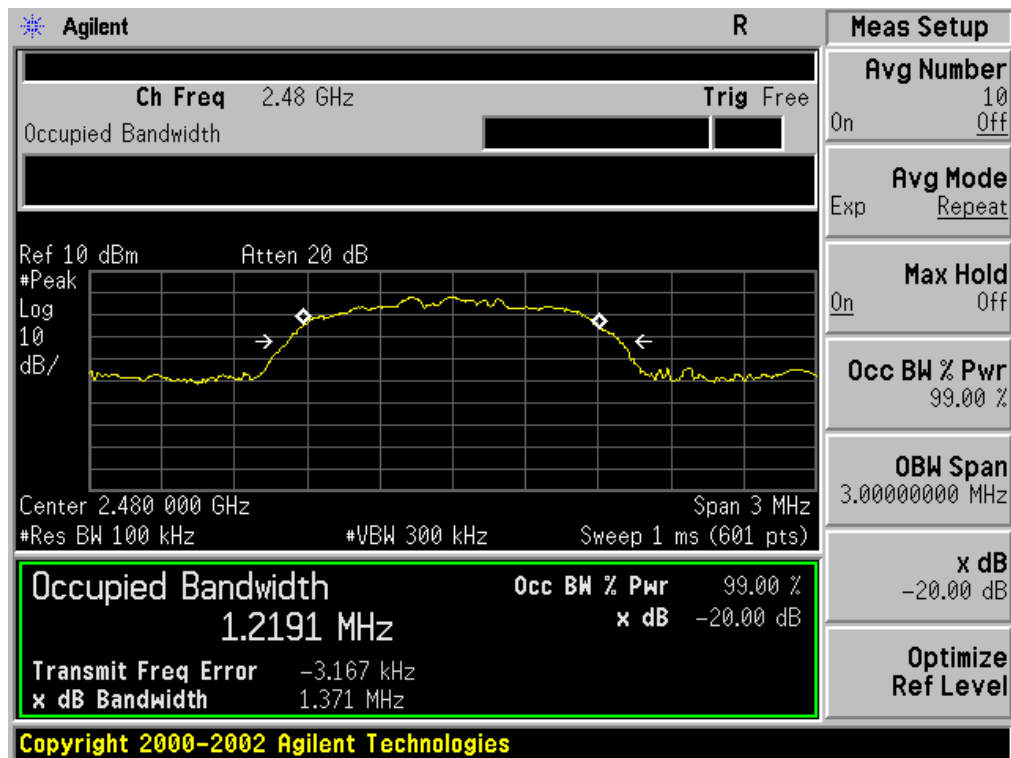 Agilent R Meas Setup
Ch Freq 2.48 GHz Trig Free
Occupied Bandwidth
Ref 10 dBm Atten 20 dB
#Peak
Log
10
dB/
Center 2.480 000 GHz Span 3 MHz
#Res BW 100 kHz #VBW 300 kHz Sweep 1 ms (601 pts)
Occupied Bandwidth
1.2191 MHz
Occ BW % Pwr 99.00 %
x dB -20.00 dB
Transmit Freq Error -3.167 kHz
x dB Bandwidth 1.371 MHz
Avg Number
10
On Off
Avg Mode
Exp Repeat
Max Hold
On Off
Occ BW % Pwr
99.00 %
OBW Span
3.00000000 MHz
x dB
-20.00 dB
Optimize
Ref Level
Copyright 2000-2002 Agilent Technologies